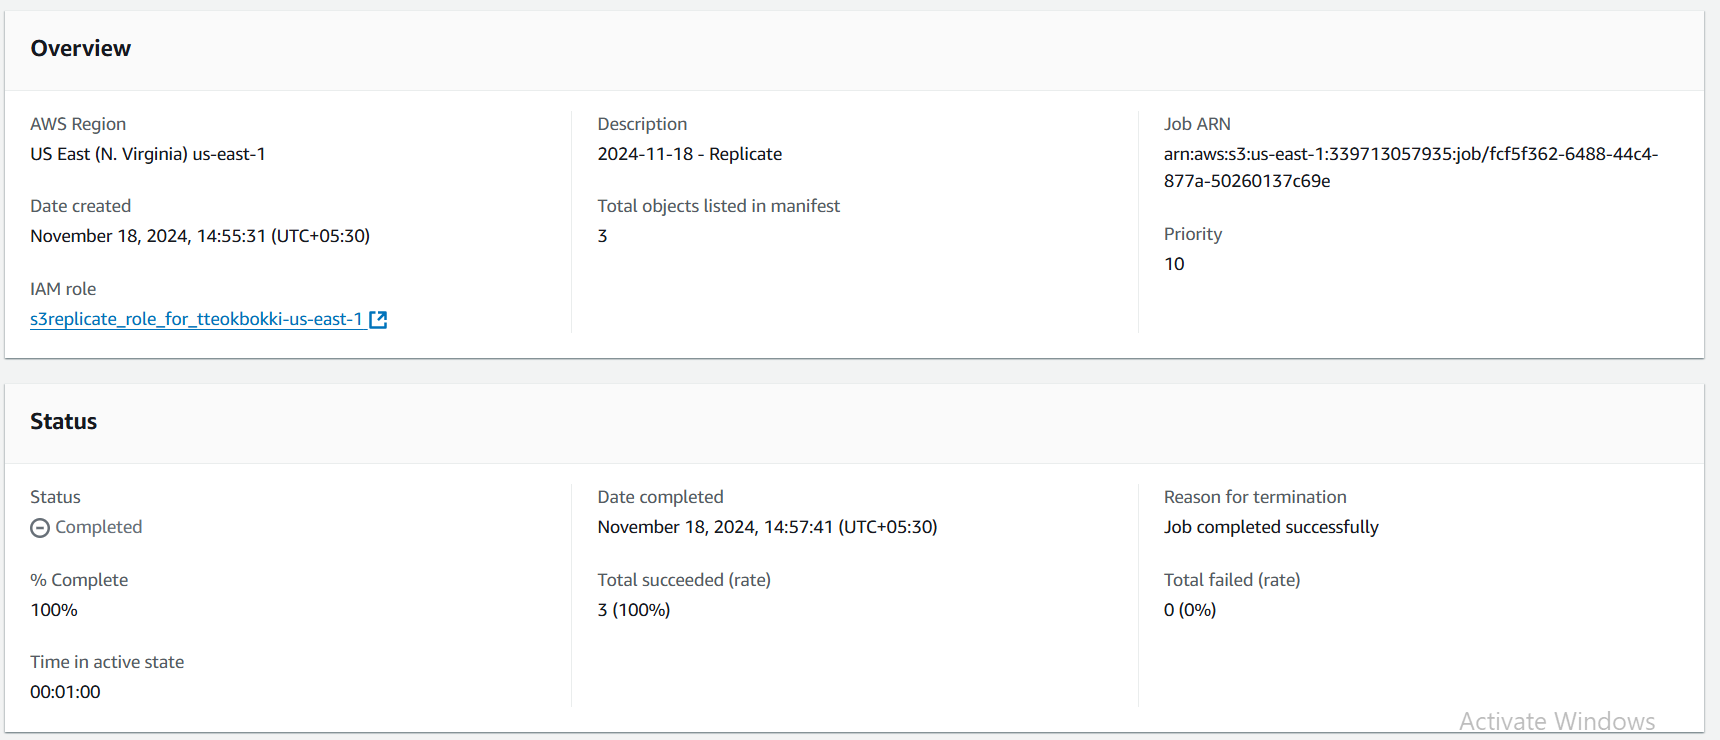 Overview
AWS Region
US East (N. Virginia) us-east-1
Date created
November 18, 2024, 14:55:31 (UTC+05:30)
IAM role
s3replicate_role_for_tteokbokki-us-east-1
Description
2024-11-18 - Replicate
Total objects listed in manifest
3
Job ARN
arn:aws:s3:us-east-1:339713057935:job/fcf5f362-6488-44c4-
877a-50260137c69e
Priority
10
Status
Status
Completed
% Complete
100%
Time in active state
00:01:00
Date completed
November 18, 2024, 14:57:41 (UTC+05:30)
Total succeeded (rate)
3 (100%)
Reason for termination
Job completed successfully
Total failed (rate)
0 (0%)
Activate Windows